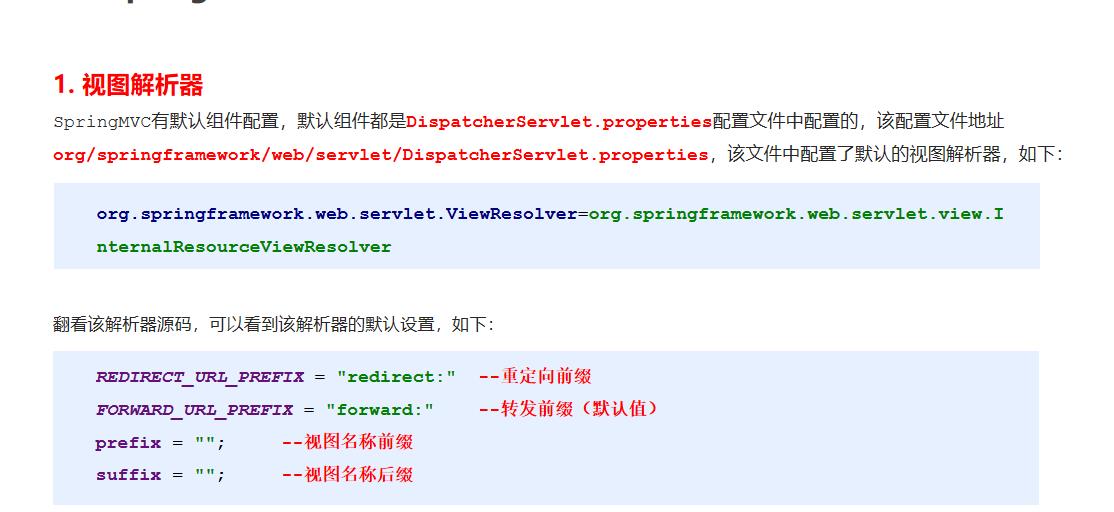 1. 视图解析器
SpringMVC有默认组件配置，默认组件都是DispatcherServlet.properties配置文件中配置的，该配置文件地址
org/springframework/web/servlet/DispatcherServlet.properties，该文件中配置了默认的视图解析器，如下：
org.springframework.web.servlet.ViewResolver=org.springframework.web.servlet.view.I
nternalResourceViewResolver
翻看该解析器源码，可以看到该解析器的默认设置，如下：
REDIRECT_URL_PREFIX = "redirect:" --重定向前缀
FORWARD_URL_PREFIX = "forward:" --转发前缀（默认值）
prefix = ""; --视图名称前缀
suffix = ""; --视图名称后缀